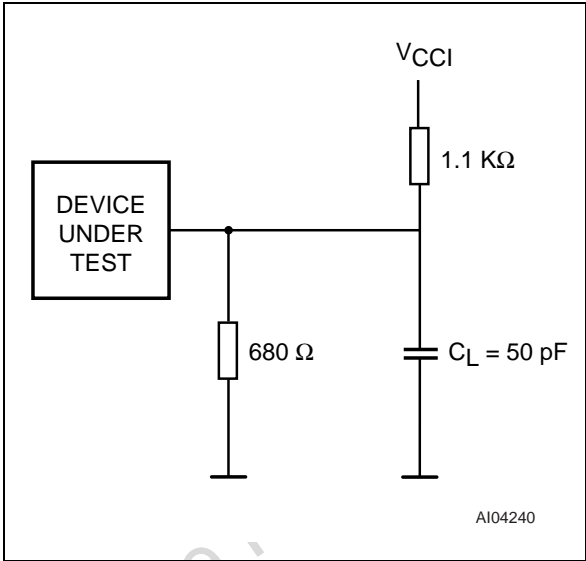 VCCI
1.1 KΩ
DEVICE
UNDER
TEST
680 Ω
CL = 50 pF
AI04240